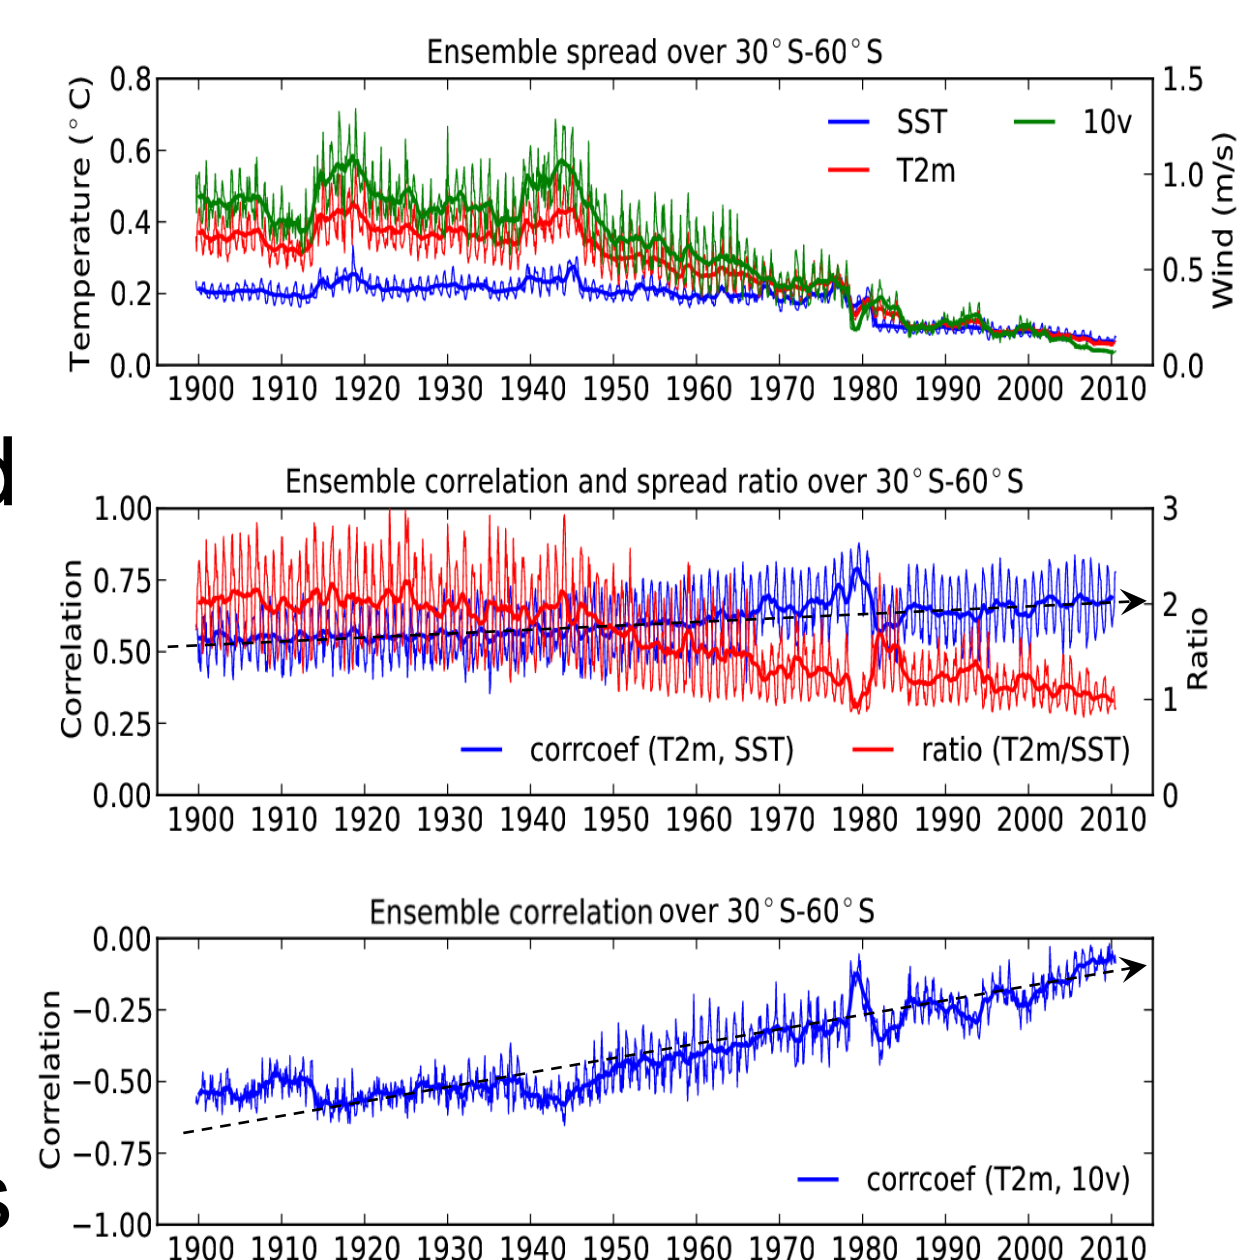 Ensemble spread over 30°S-60°S
0.8
0.6
0.4
0.2
0.0
Temperature (°C)
1.5
1.0
0.5
0.0
Wind (m/s)
SST
10v
T2m
1900 1910 1920 1930 1940 1950 1960 1970 1980 1990 2000 2010
d
Ensemble correlation and spread ratio over 30°S-60°S
1.00
0.75
0.50
0.25
0.00
Correlation
3
2
1
0
Ratio
corrcoef (T2m, SST)
ratio (T2m/SST)
1900 1910 1920 1930 1940 1950 1960 1970 1980 1990 2000 2010
Ensemble correlation over 30°S-60°S
0.00
−0.25
−0.50
−0.75
−1.00
Correlation
corrcoef (T2m, 10v)
s
1900 1910 1920 1930 1940 1950 1960 1970 1980 1990 2000 2010